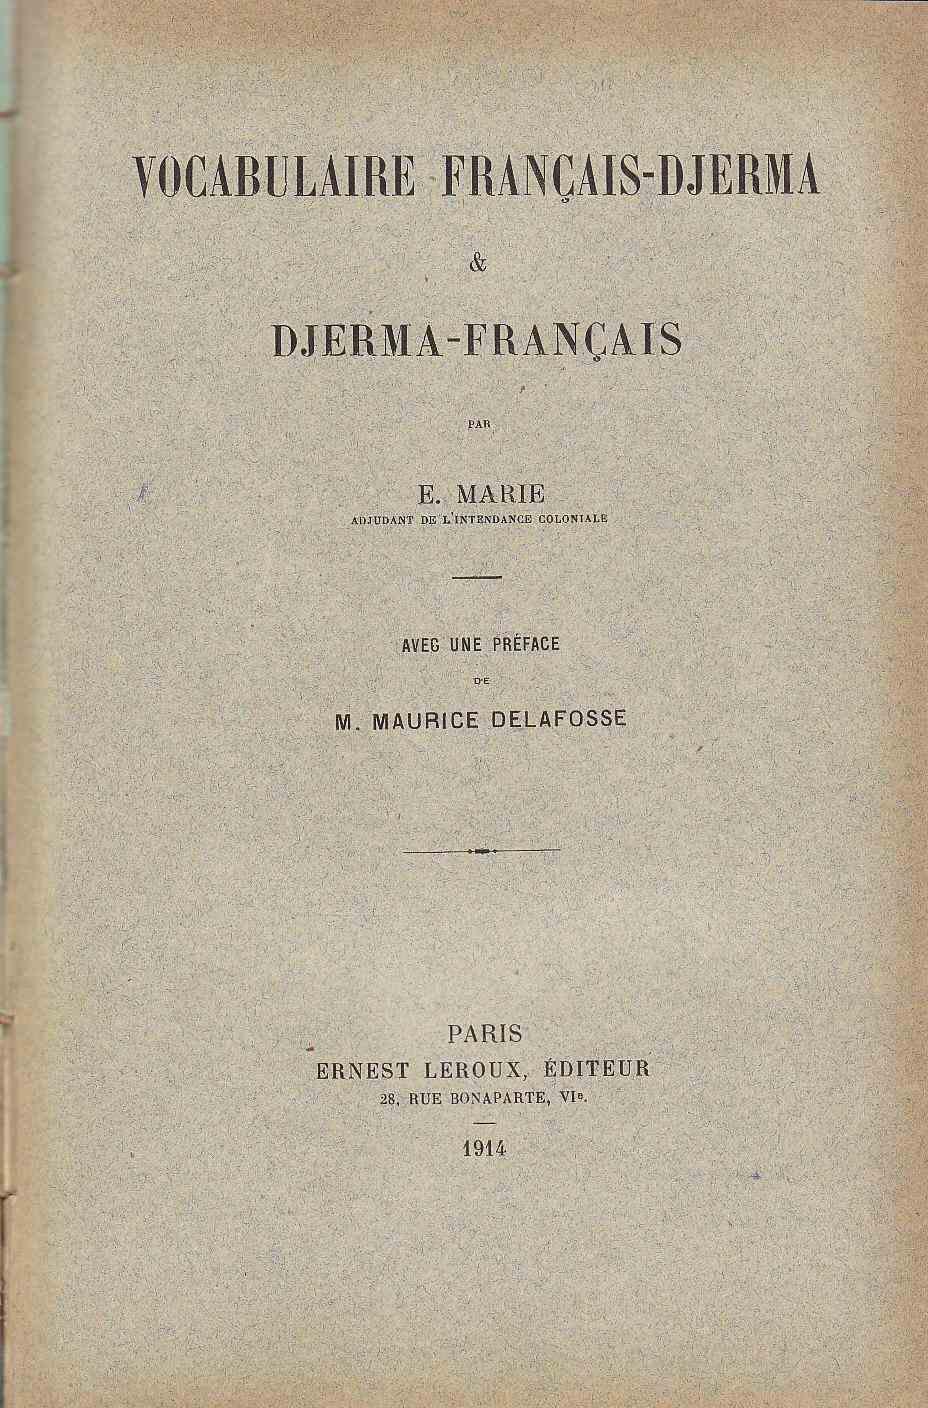 VOCABULAIRE FRANÇAIS-DJERMA
&
DJERMA-FRANÇAIS
PAR
E. MARIE
ADJUDANT DE L'INTENDANCE COLONIALE
AVEC UNE PRÉFACE
DE
M. MAURICE DELAFOSSE
PARIS
ERNEST LEROUX, ÉDITEUR
28, RUE BONAPARTE, VIe.
1914